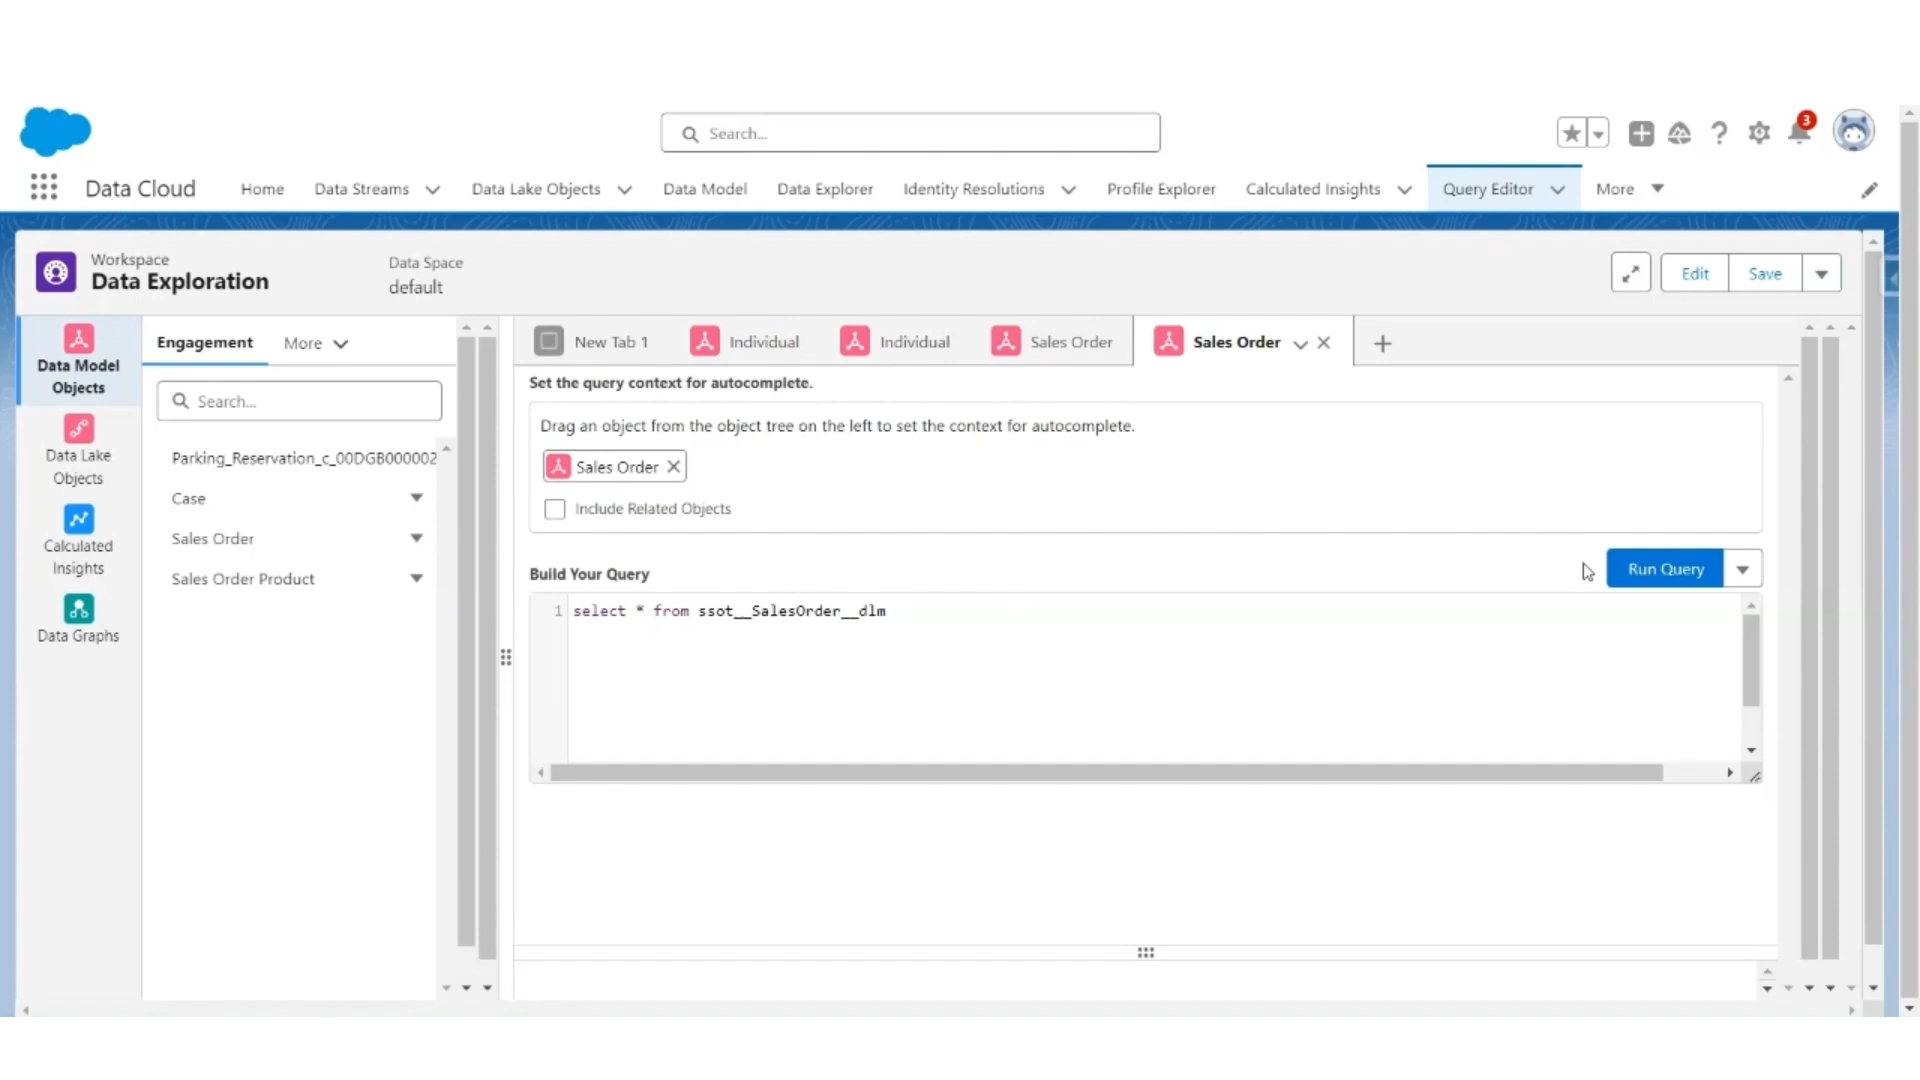 Search...
3
Data Cloud
Home
Data Streams
Data Lake Objects
Data Model
Data Explorer
Identity Resolutions
Profile Explorer
Calculated Insights
Query Editor
More
Workspace
Data Exploration
Data Space
default
Edit
Save
Data Model
Objects
Data Lake
Objects
Calculated
Insights
Data Graphs
Engagement
More
Search...
Parking_Reservation_c_00DGB000002
Case
Sales Order
Sales Order Product
New Tab 1
Individual
Individual
Sales Order
Sales Order
Set the query context for autocomplete.
Drag an object from the object tree on the left to set the context for autocomplete.
Sales Order
Include Related Objects
Build Your Query
Run Query
1 select * from ssot__SalesOrder__dlm